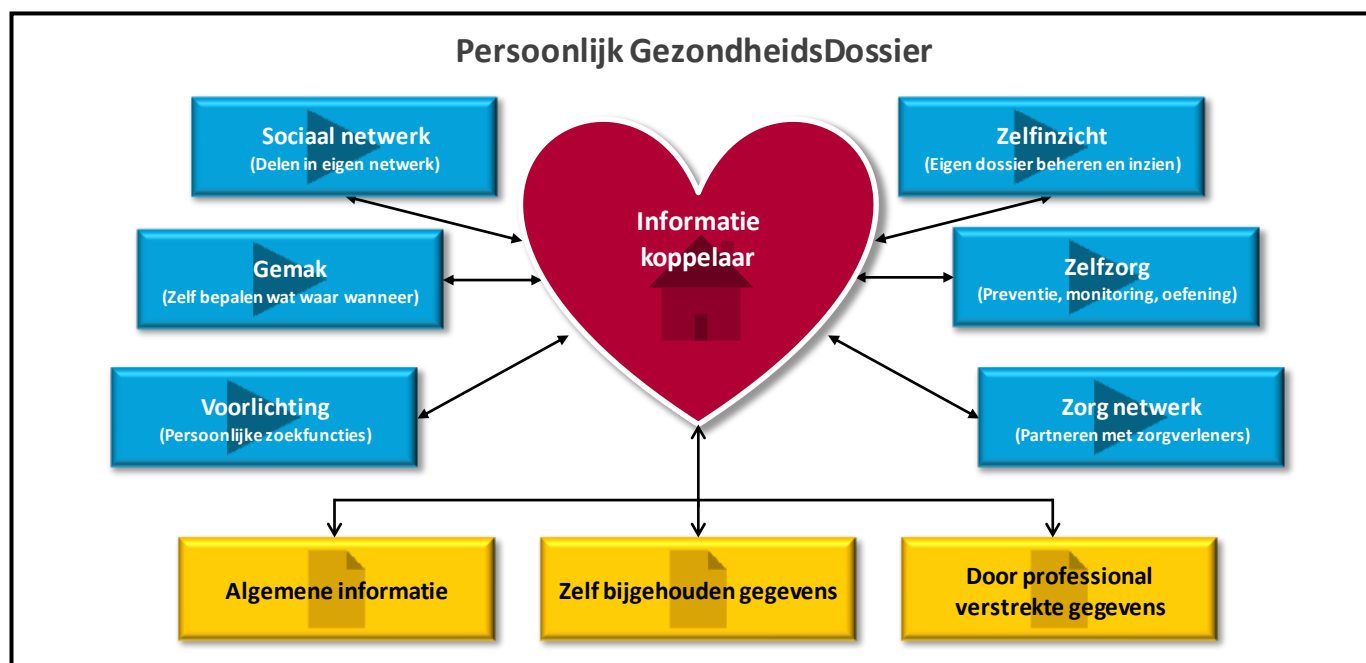 Persoonlijk GezondheidsDossier
Sociaal netwerk
(Delen in eigen netwerk)
Gemak
(Zelf bepalen wat waar wanneer)
Voorlichting
(Persoonlijke zoekfuncties)
Informatie
koppelaar
Zelfinzicht
(Eigen dossier beheren en inzien)
Zelfzorg
(Preventie, monitoring, oefening)
Zorg netwerk
(Partneren met zorgverleners)
Algemene informatie
Zelf bijgehouden gegevens
Door professional
verstrekte gegevens